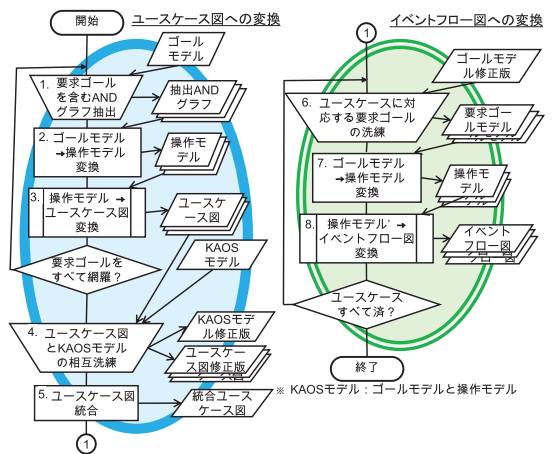 ユースケース図への変換
開始
ゴール
モデル
1. 要求ゴール
を含むAND
グラフ抽出
抽出AND
グラフ
2. ゴールモデル
→操作モデル
変換
操作モ
デル
3. 操作モデル →
ユースケース図
変換
ユースケ
ース図
KAOS
モデル
要求ゴールを
すべて網羅？
4. ユースケース図
とKAOSモデル
の相互洗練
KAOSモデ
ル修正版
ユースケー
ス図修正版
5. ユースケース図
統合
統合ユース
ケース図
1
イベントフロー図への変換
1
ゴールモデ
ル修正版
6. ユースケースに対
応する要求ゴール
の洗練
要求ゴー
ルモデル
7. ゴールモデル
→操作モデル
変換
操作モ
デル
8. 操作モデル' →
イベントフロー図
変換
イベント
フロー図
ユースケース
すべて済？
終了
※ KAOSモデル：ゴールモデルと操作モデル